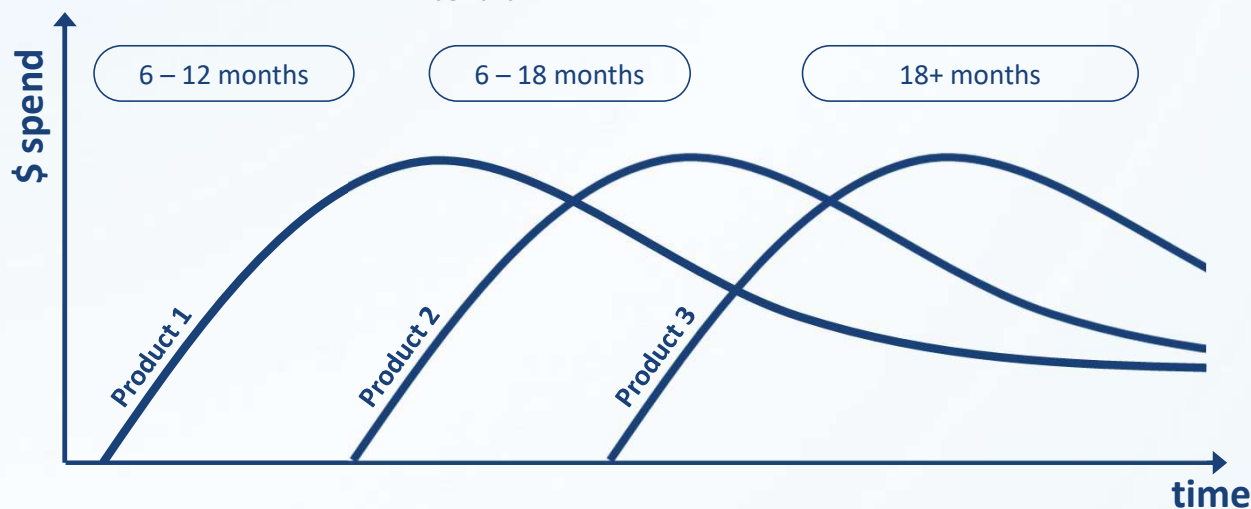 $ spend
6 – 12 months
6 – 18 months
18+ months
Product 1
Product 2
Product 3
time